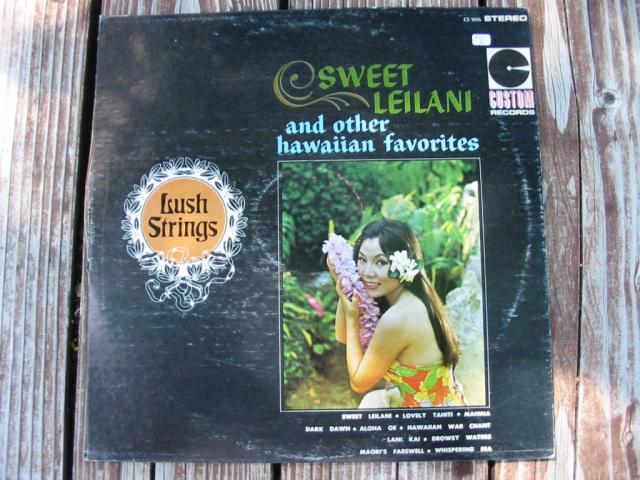 CS 1006 STEREO
SWEET
LEILANI
CUSTOM
RECORDS
and other
hawaiian favorites
Lush
Strings
SWEET LEILANI • LOVELY TAHITI • MAHINA
DARK DAWN • ALOHA OE • HAWAIIAN WAR CHANT
LANI KAI • DROWSY WATERS
MAORI'S FAREWELL • WHISPERING SEA